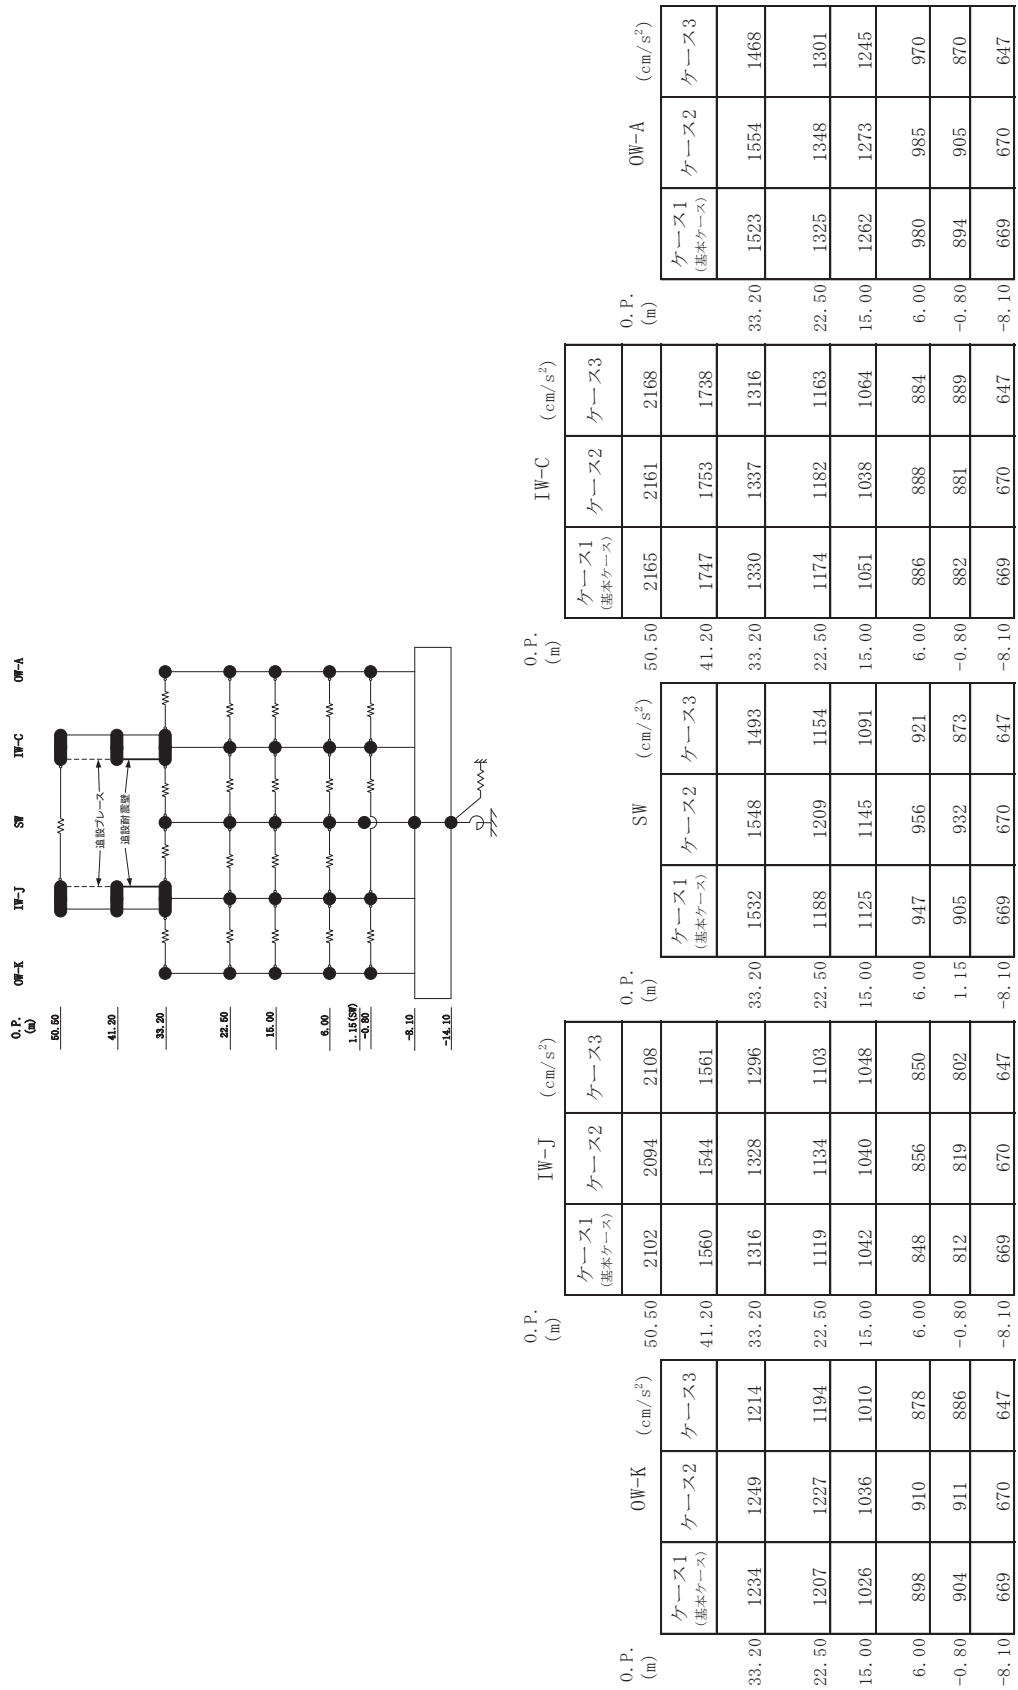 O.P. (m) OW-K IW-J SW IW-C OW-A
50.50
41.20
33.20
22.50
15.00
6.00
1.15(SW)
-0.80
-8.10
-14.10
追設ブレース
追設耐震壁
OW-K (cm/s²)
O.P. (m) ケース1 (基本ケース) ケース2 ケース3
33.20 1234 1249 1214
22.50 1207 1227 1194
15.00 1026 1036 1010
6.00 898 910 878
-0.80 904 911 886
-8.10 669 670 647
IW-J (cm/s²)
O.P. (m) ケース1 (基本ケース) ケース2 ケース3
50.50 2102 2094 2108
41.20 1560 1544 1561
33.20 1316 1328 1296
22.50 1119 1134 1103
15.00 1042 1040 1048
6.00 848 856 850
-0.80 812 819 802
-8.10 669 670 647
SW (cm/s²)
O.P. (m) ケース1 (基本ケース) ケース2 ケース3
33.20 1532 1548 1493
22.50 1188 1209 1154
15.00 1125 1145 1091
6.00 947 956 921
1.15 905 932 873
-8.10 669 670 647
IW-C (cm/s²)
O.P. (m) ケース1 (基本ケース) ケース2 ケース3
50.50 2165 2161 2168
41.20 1747 1753 1738
33.20 1330 1337 1316
22.50 1174 1182 1163
15.00 1051 1038 1064
6.00 886 888 884
-0.80 882 881 889
-8.10 669 670 647
OW-A (cm/s²)
O.P. (m) ケース1 (基本ケース) ケース2 ケース3
33.20 1523 1554 1468
22.50 1325 1348 1301
15.00 1262 1273 1245
6.00 980 985 970
-0.80 894 905 870
-8.10 669 670 647